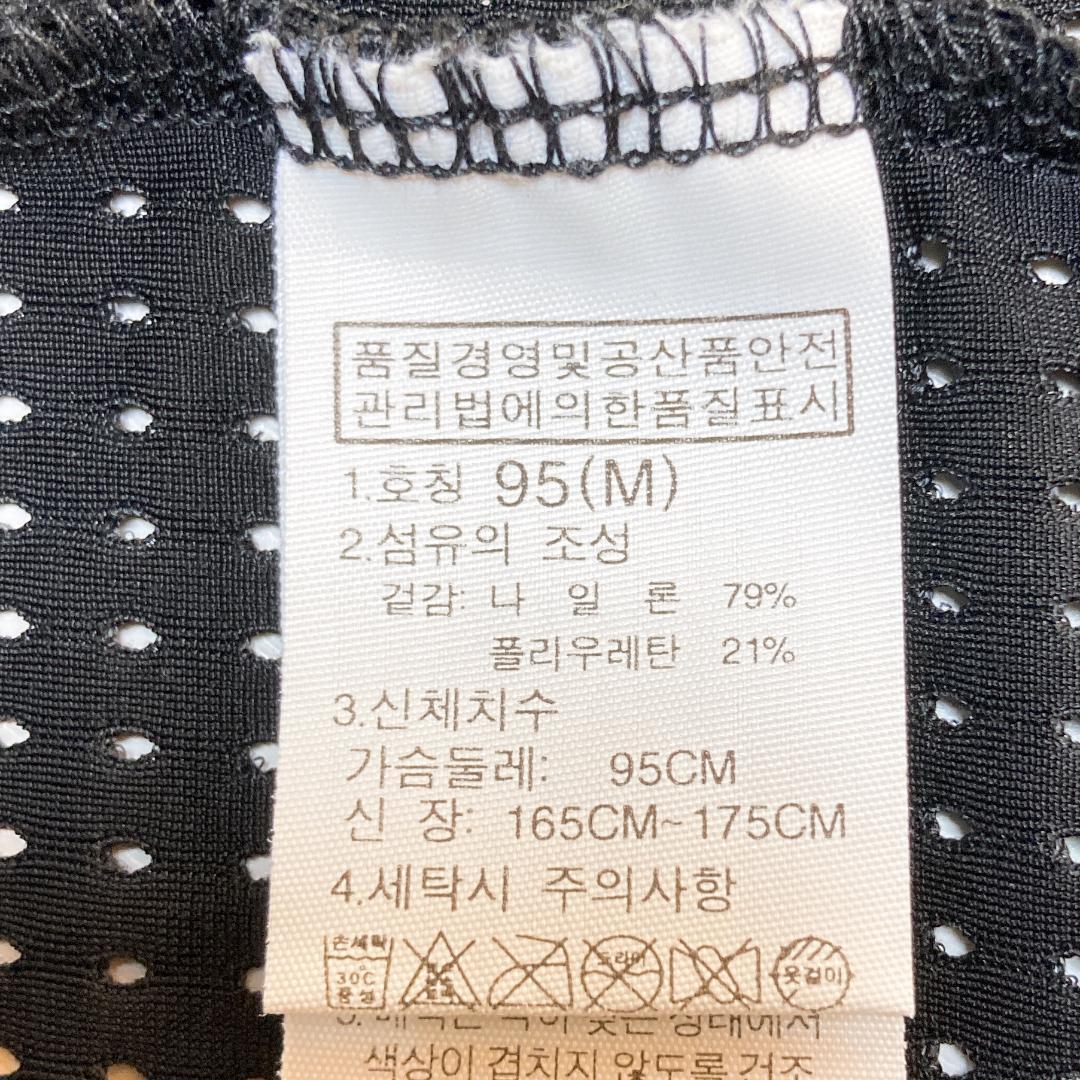 품질경영및공산품안전
관리법에의한품질표시
1.호칭 95(M)
2.섬유의 조성
겉감: 나 일 론 79%
폴리우레탄 21%
3.신체치수
가슴둘레: 95CM
신 장: 165CM~175CM
4.세탁시 주의사항
손세탁
30℃
중성
드라이
옷걸이
상태에서
색상이 겹치지 않도록 건조